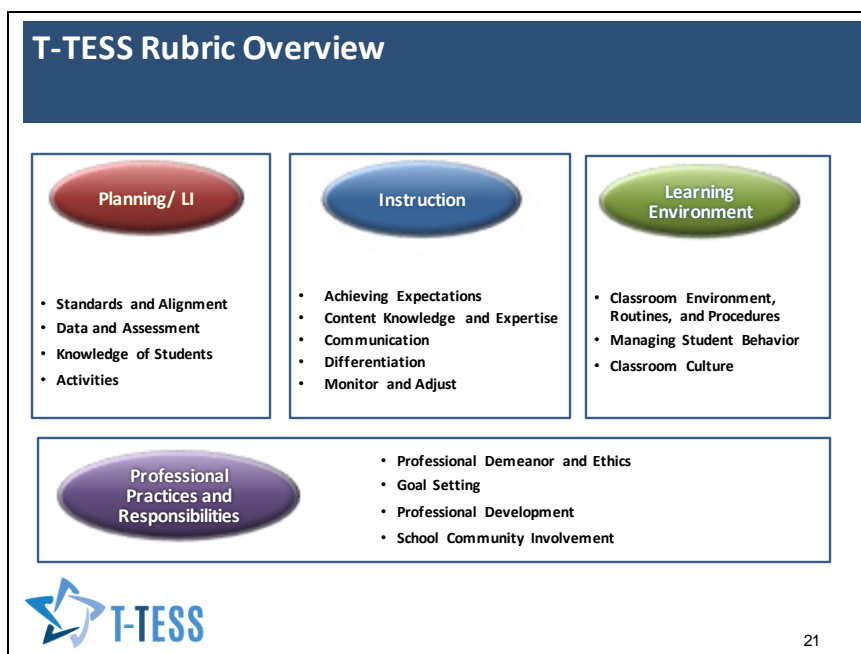 T-TESS Rubric Overview
Planning/ LI
• Standards and Alignment
• Data and Assessment
• Knowledge of Students
• Activities
Instruction
• Achieving Expectations
• Content Knowledge and Expertise
• Communication
• Differentiation
• Monitor and Adjust
Learning
Environment
• Classroom Environment,
Routines, and Procedures
• Managing Student Behavior
• Classroom Culture
Professional
Practices and
Responsibilities
• Professional Demeanor and Ethics
• Goal Setting
• Professional Development
• School Community Involvement
T-TESS
21